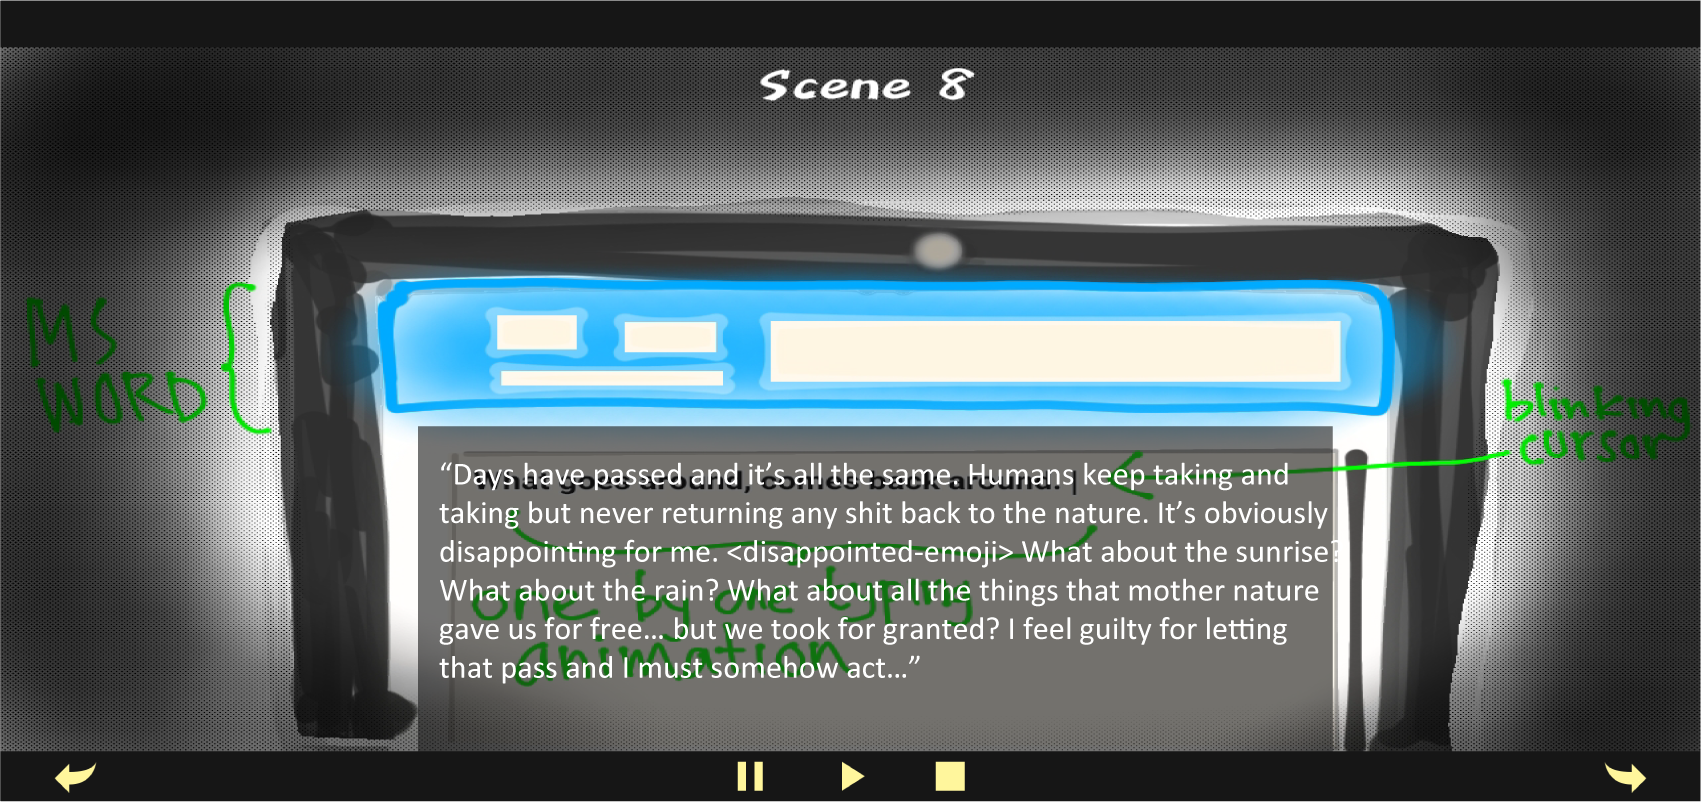 Scene 8
MS
WORD
blinking
cursor
What goes around, comes back around. |
“Days have passed and it’s all the same. Humans keep taking and
taking but never returning any shit back to the nature. It’s obviously
disappointing for me. <disappointed-emoji> What about the sunrise?
What about the rain? What about all the things that mother nature
gave us for free... but we took for granted? I feel guilty for letting
that pass and I must somehow act...”
one by one typing
animation